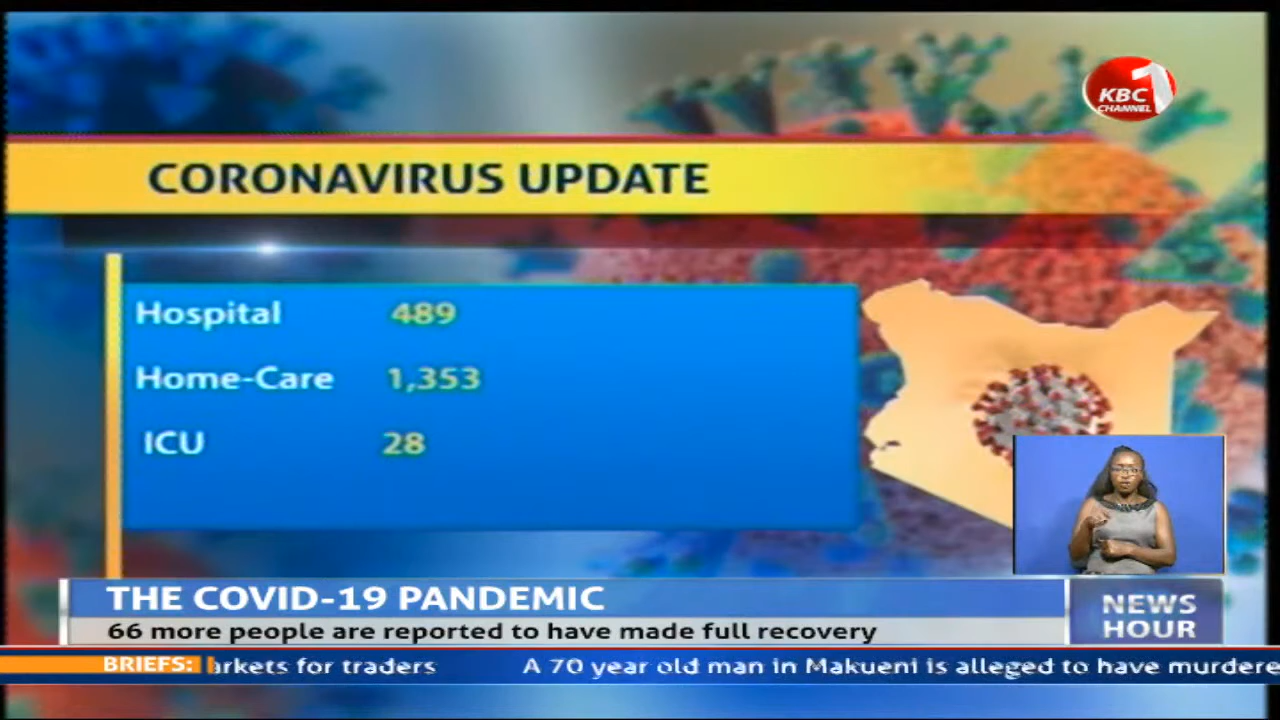 KBC 1
CHANNEL
CORONAVIRUS UPDATE
Hospital 489
Home-Care 1,353
ICU 28
THE COVID-19 PANDEMIC
66 more people are reported to have made full recovery
NEWS
HOUR
BRIEFS: arkets for traders A 70 year old man in Makueni is alleged to have murdere